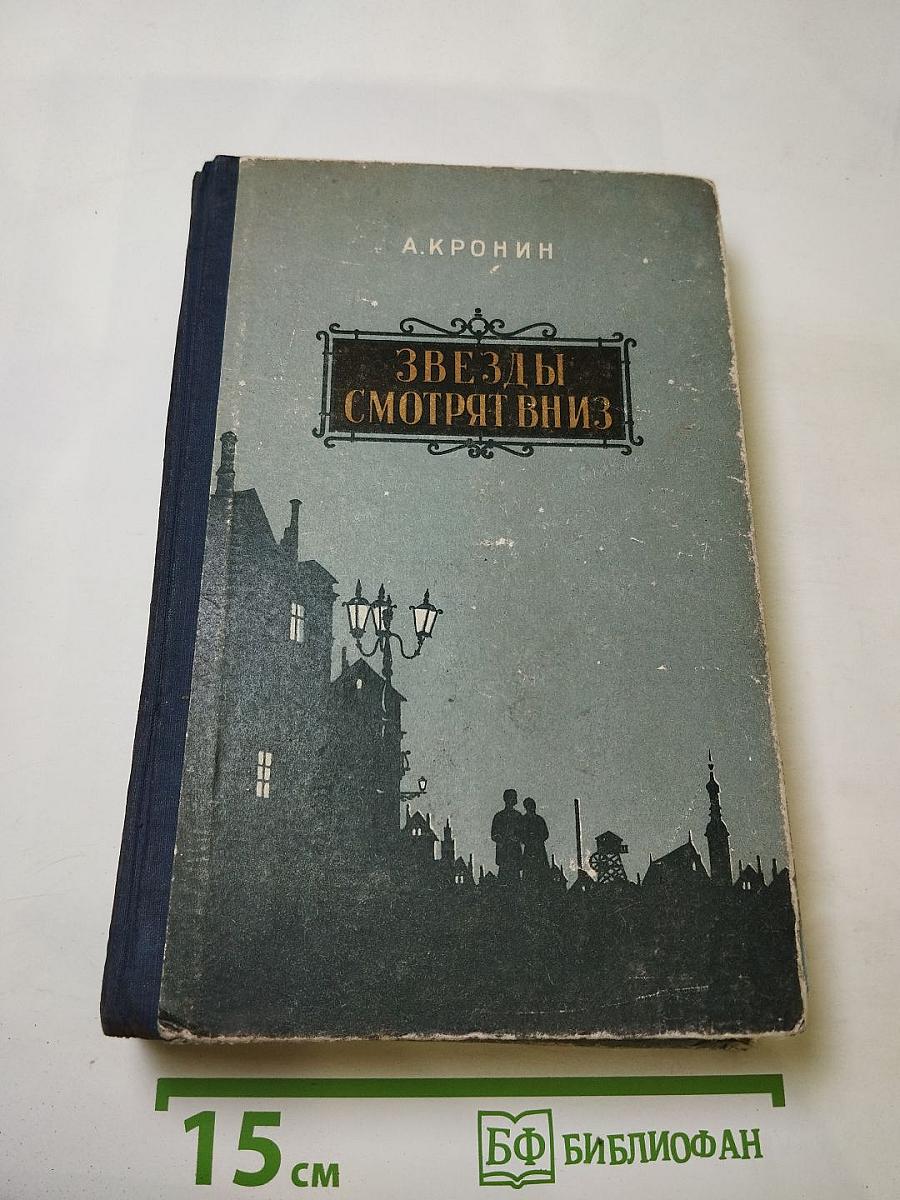 А.КРОНИН
ЗВЕЗДЫ
СМОТРЯТ ВНИЗ
15 см
БФ БИБЛИОФАН